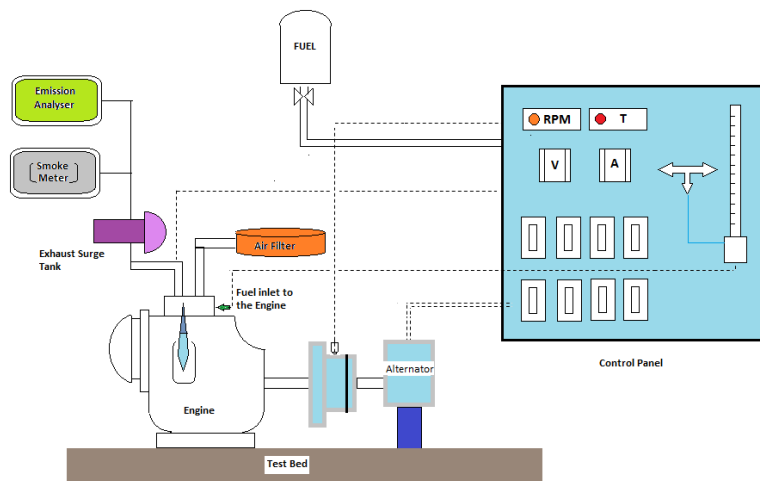 FUEL
Emission
Analyser
Smoke
Meter
RPM
T
V
A
Exhaust Surge
Tank
Air Filter
Fuel inlet to
the Engine
Alternator
Control Panel
Engine
Test Bed